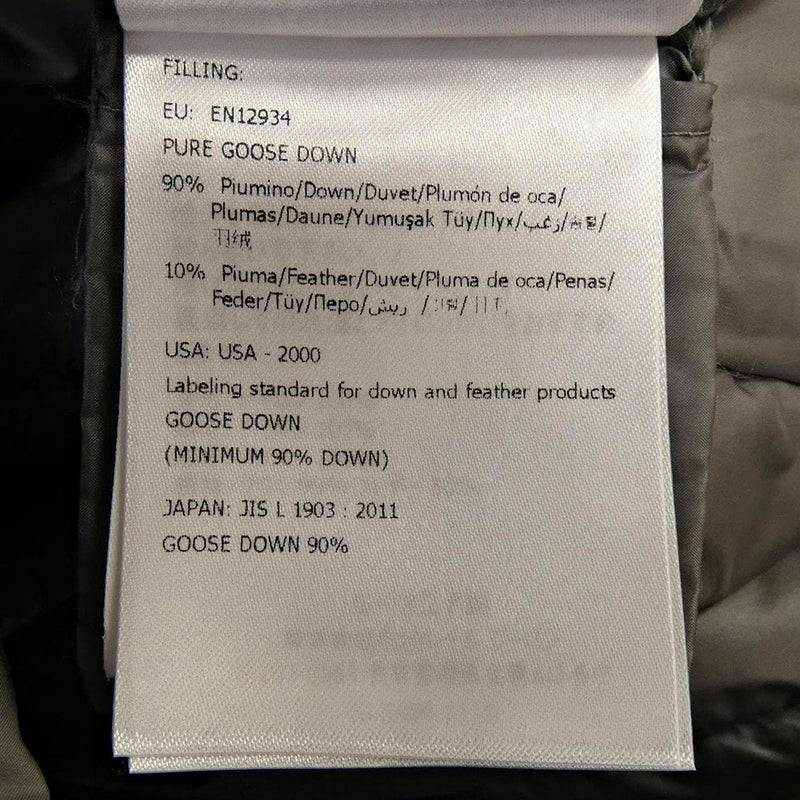 FILLING:
EU: EN12934
PURE GOOSE DOWN
90% Piumino/Down/Duvet/Plumón de oca/
Plumas/Daune/Yumuşak Tüy/Пух/زغب/
羽绒
10% Piuma/Feather/Duvet/Pluma de oca/Penas/
Feder/Tüy/Перо/ريش /
USA: USA - 2000
Labeling standard for down and feather products
GOOSE DOWN
(MINIMUM 90% DOWN)
JAPAN: JIS L 1903 : 2011
GOOSE DOWN 90%